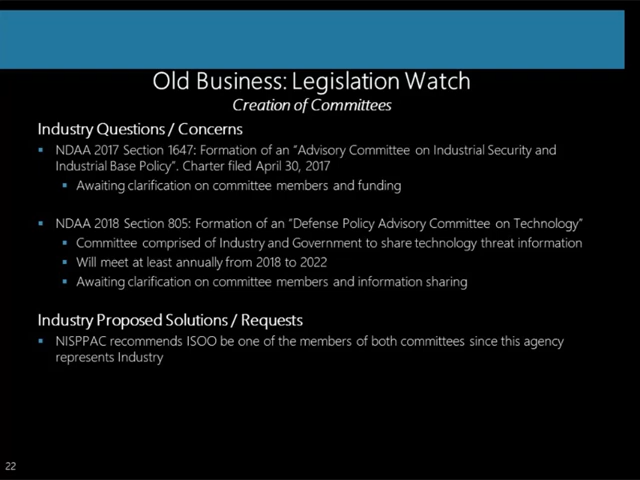 Old Business: Legislation Watch
Creation of Committees
Industry Questions / Concerns
▪ NDAA 2017 Section 1647: Formation of an “Advisory Committee on Industrial Security and
Industrial Base Policy”. Charter filed April 30, 2017
▪ Awaiting clarification on committee members and funding
▪ NDAA 2018 Section 805: Formation of an “Defense Policy Advisory Committee on Technology”
▪ Committee comprised of Industry and Government to share technology threat information
▪ Will meet at least annually from 2018 to 2022
▪ Awaiting clarification on committee members and information sharing
Industry Proposed Solutions / Requests
▪ NISPPAC recommends ISOO be one of the members of both committees since this agency
represents Industry
22